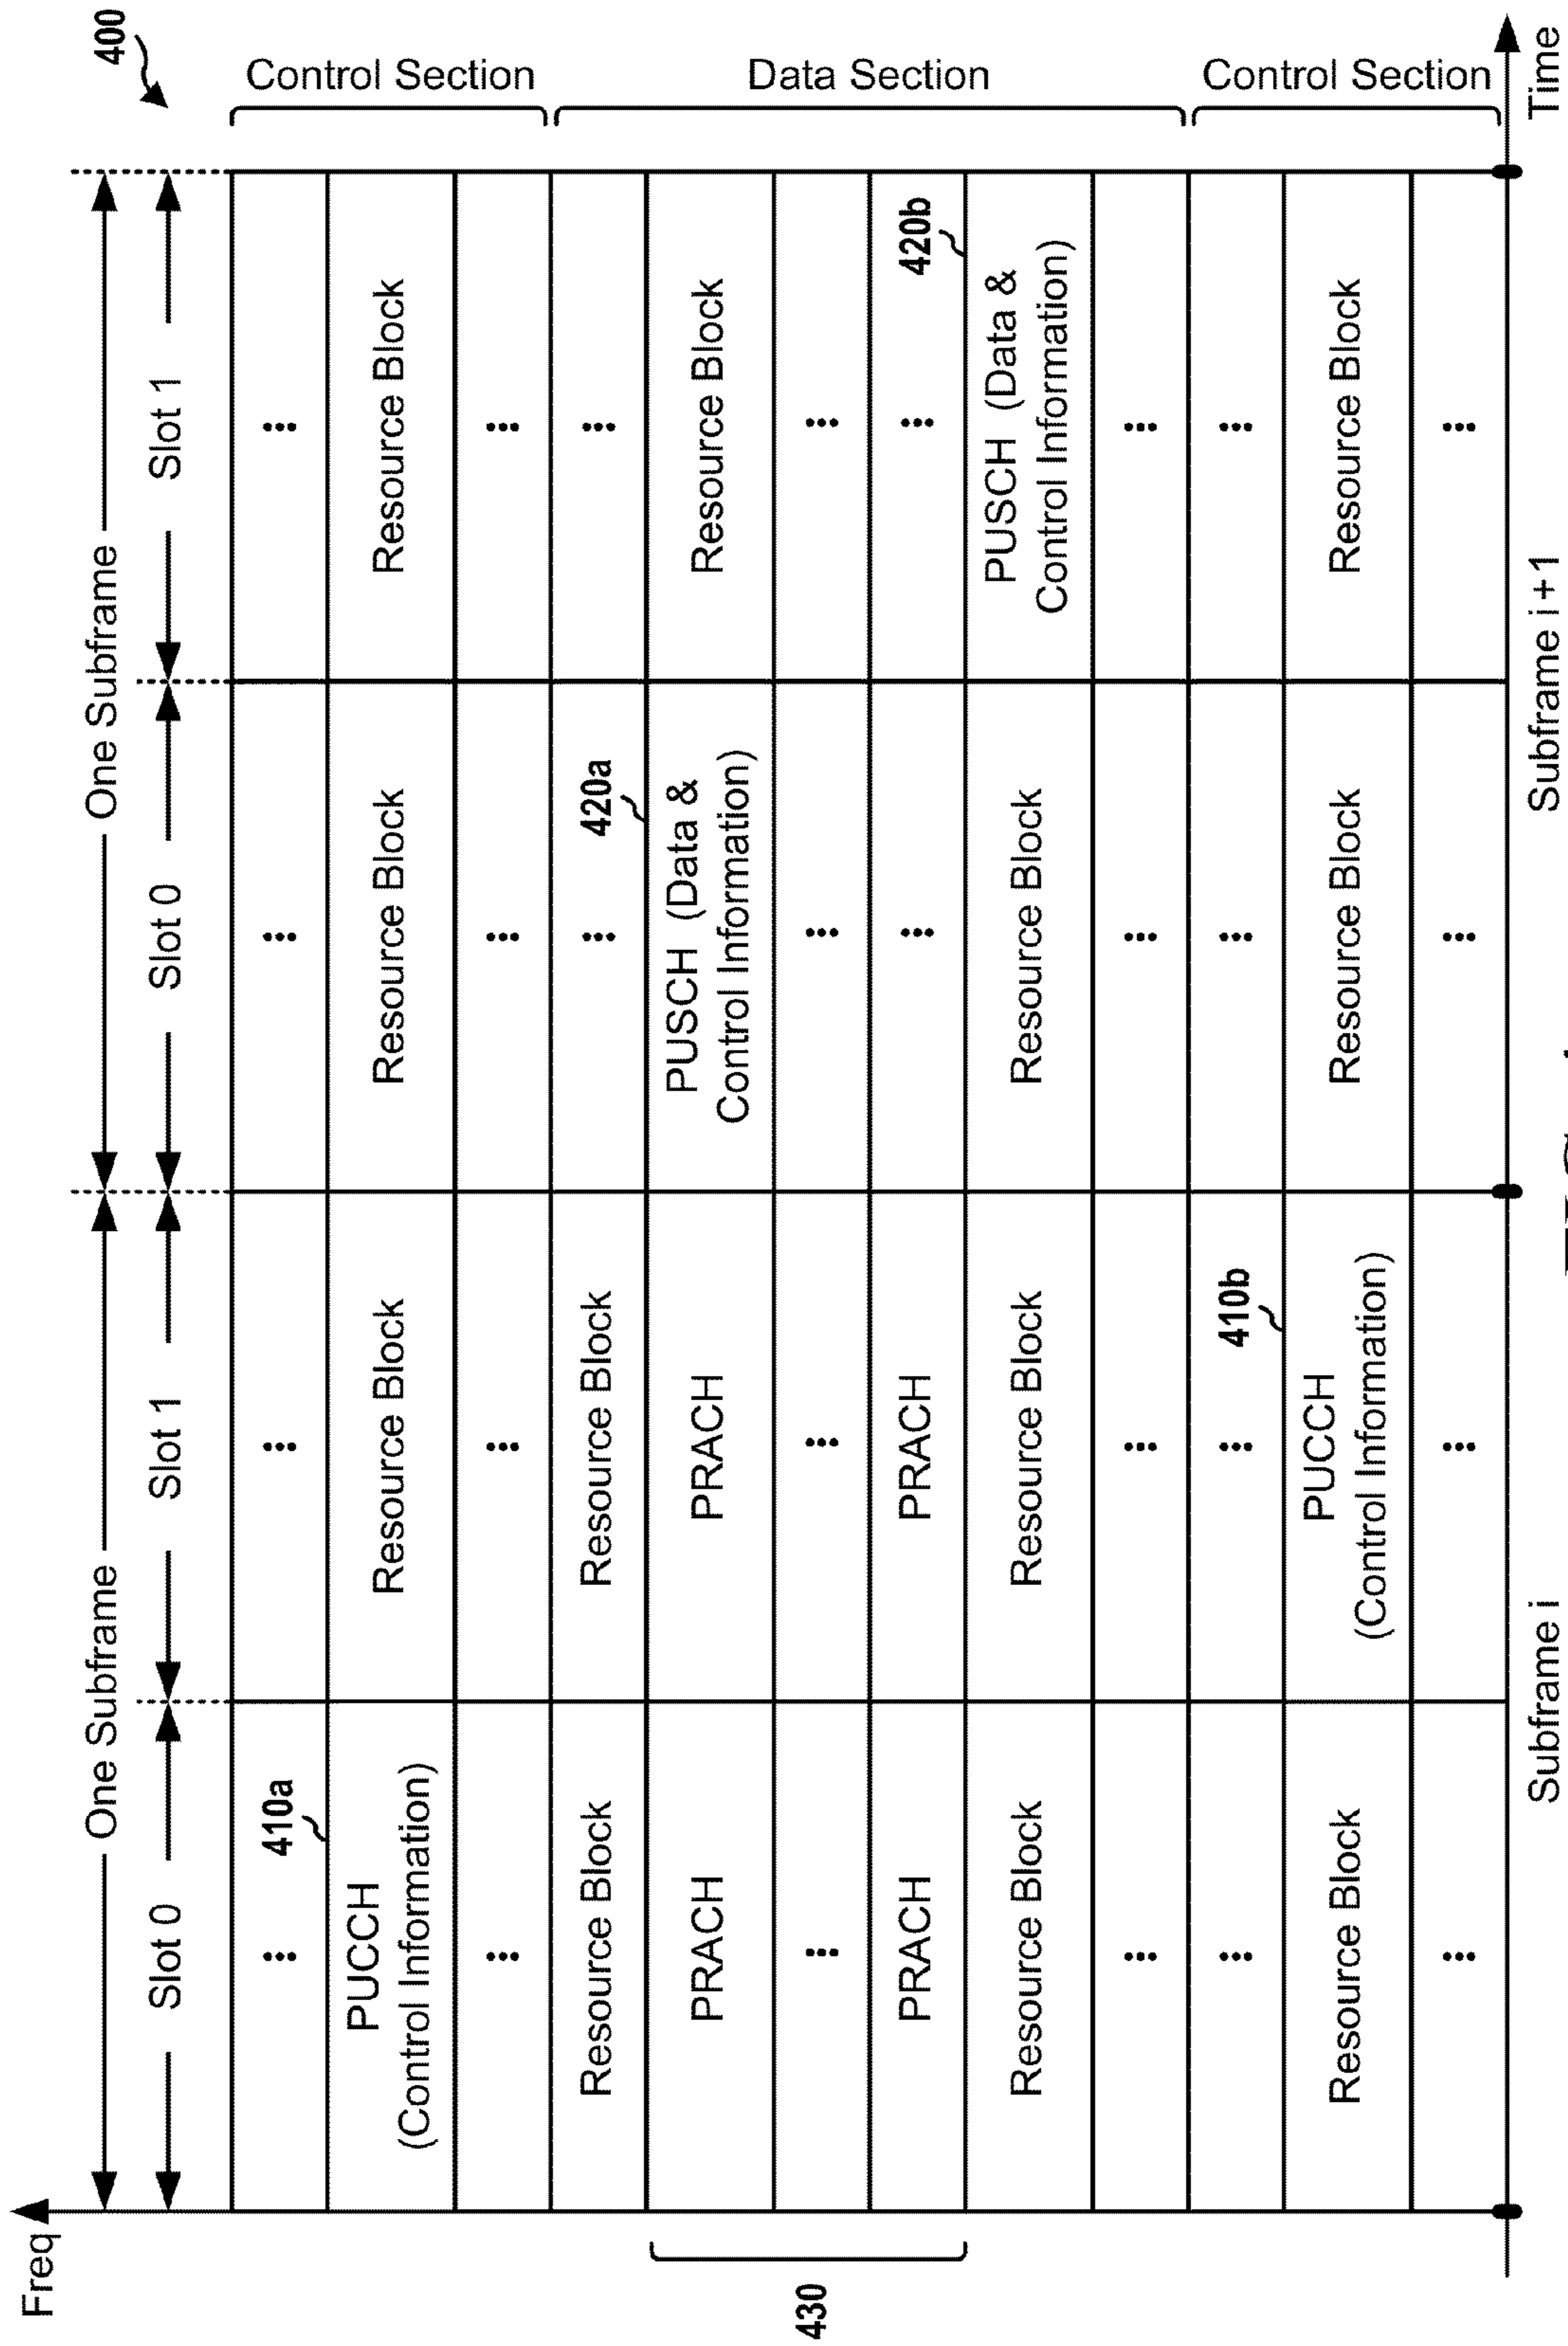 Freq
400
One Subframe One Subframe
Slot 0 Slot 1 Slot 0 Slot 1
410a
... ... ... ...
PUCCH
(Control Information)
Resource Block Resource Block Resource Block
... ... ... ...
Control Section
420a
Resource Block Resource Block ... ...
PRACH PRACH
PUSCH (Data &
Control Information)
Resource Block
430
... ... ... ...
420b
PRACH PRACH ... ...
Resource Block Resource Block Resource Block
PUSCH (Data &
Control Information)
... ... ... ...
Data Section
410b
... ... ... ...
Resource Block
PUCCH
(Control Information)
Resource Block Resource Block
... ... ... ...
Control Section
Subframe i Subframe i + 1 Time